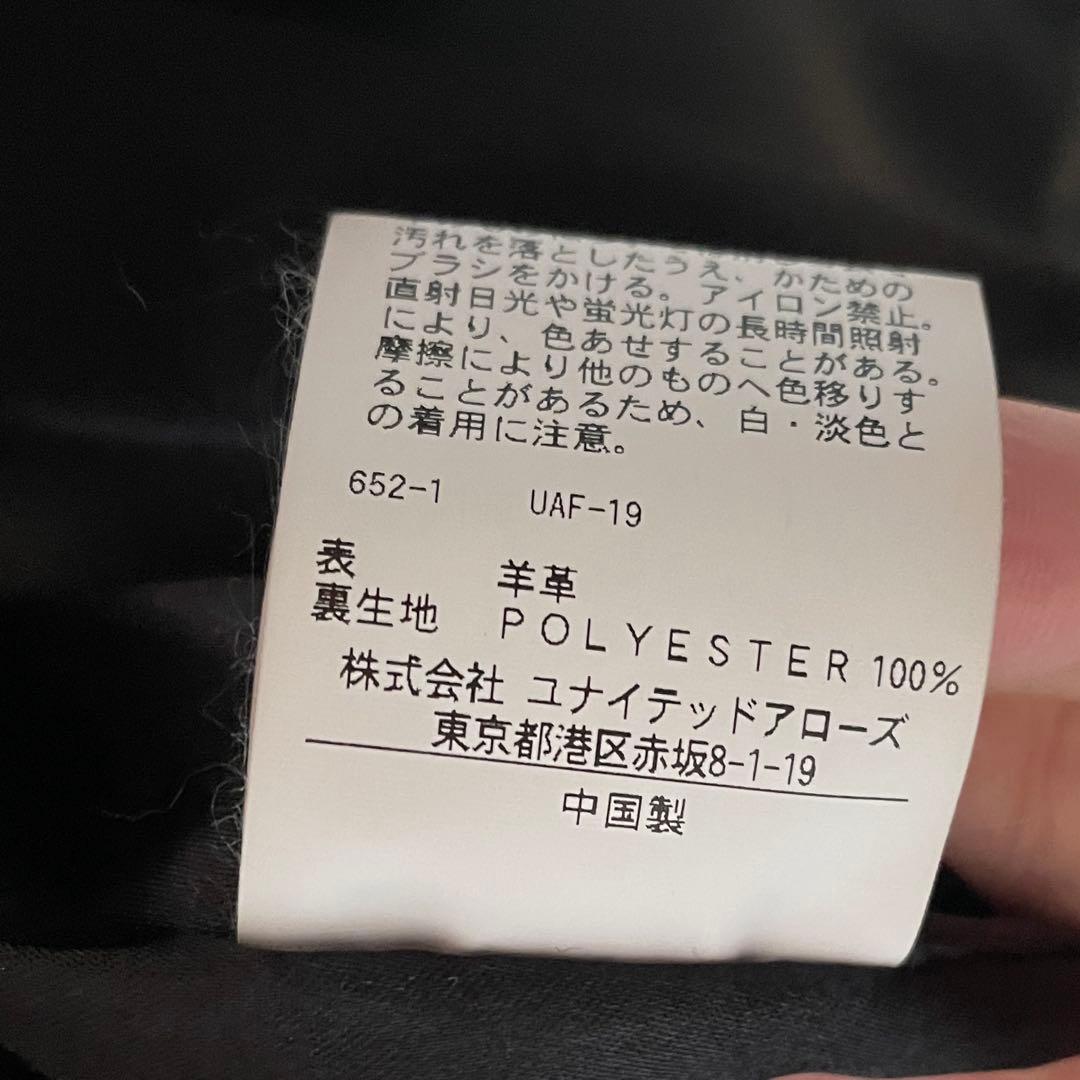 汚れを落としたうえ、かための
ブラシをかける。アイロン禁止。
直射日光や蛍光灯の長時間照射
により、色あせすることがある。
摩擦により他のものへ色移りす
ることがあるため、白・淡色と
の着用に注意。
652-1 UAF-19
表 羊革
裏生地 POLYESTER 100%
株式会社 ユナイテッドアローズ
東京都港区赤坂8-1-19
中国製